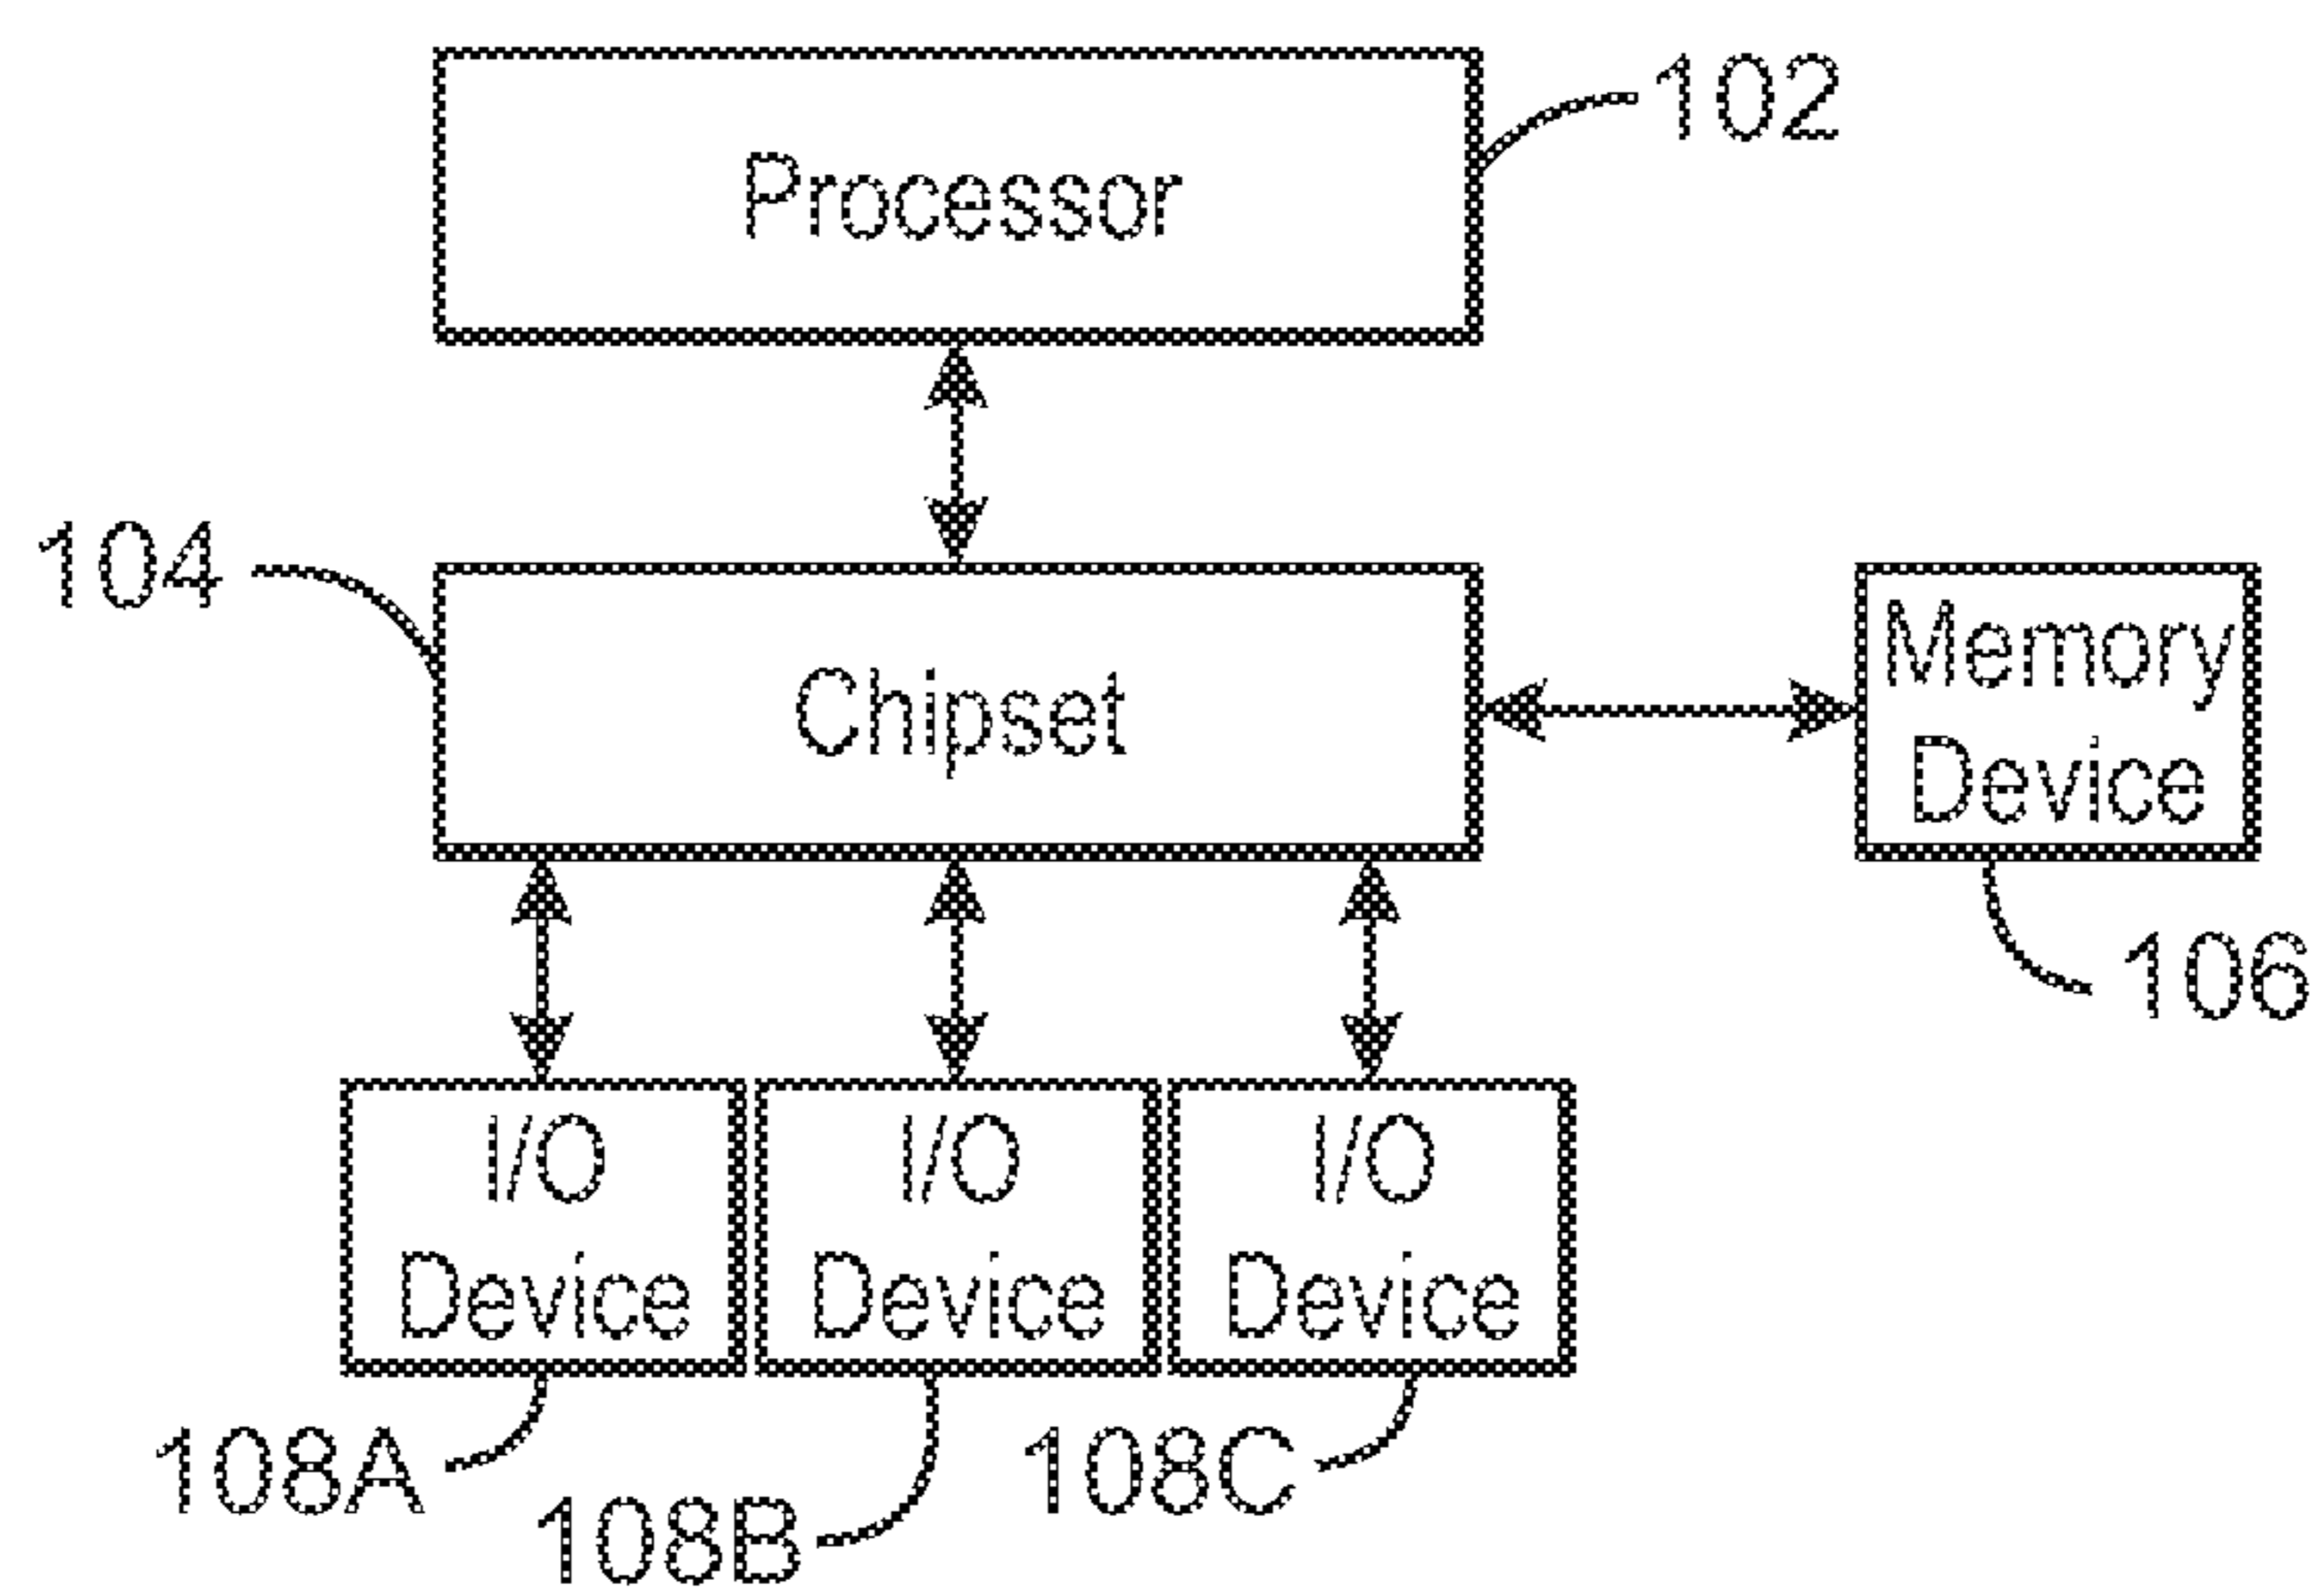 102
Processor
104
Chipset
Memory
Device
106
I/O
Device
I/O
Device
I/O
Device
108A
108B
108C